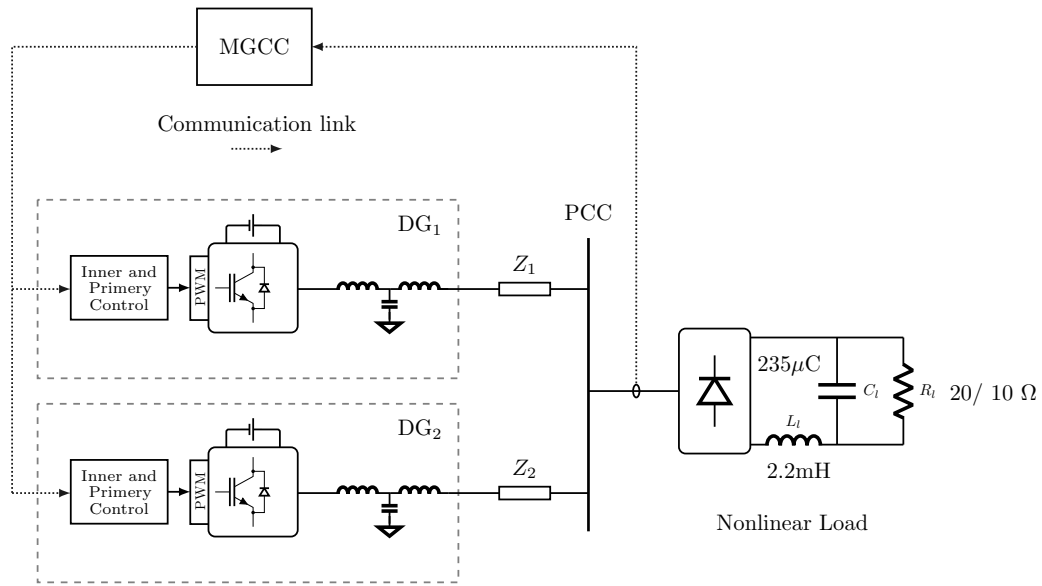 MGCC
Communication link
DG1
PCC
Inner and
Primery
Control
PWM
Z1
235μC
Cl
Rl
20/ 10 Ω
Ll
2.2mH
DG2
Inner and
Primery
Control
PWM
Z2
Nonlinear Load